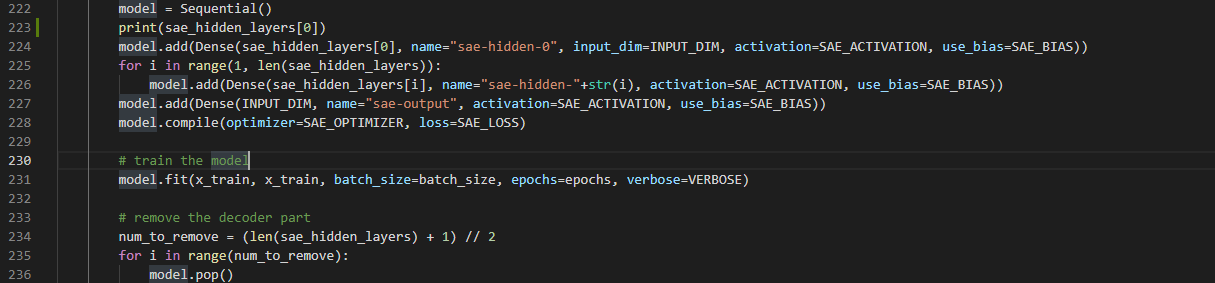 222 model = Sequential()
223 print(sae_hidden_layers[0])
224 model.add(Dense(sae_hidden_layers[0], name="sae-hidden-0", input_dim=INPUT_DIM, activation=SAE_ACTIVATION, use_bias=SAE_BIAS))
225 for i in range(1, len(sae_hidden_layers)):
226 model.add(Dense(sae_hidden_layers[i], name="sae-hidden-"+str(i), activation=SAE_ACTIVATION, use_bias=SAE_BIAS))
227 model.add(Dense(INPUT_DIM, name="sae-output", activation=SAE_ACTIVATION, use_bias=SAE_BIAS))
228 model.compile(optimizer=SAE_OPTIMIZER, loss=SAE_LOSS)
229
230 # train the model
231 model.fit(x_train, x_train, batch_size=batch_size, epochs=epochs, verbose=VERBOSE)
232
233 # remove the decoder part
234 num_to_remove = (len(sae_hidden_layers) + 1) // 2
235 for i in range(num_to_remove):
236 model.pop()